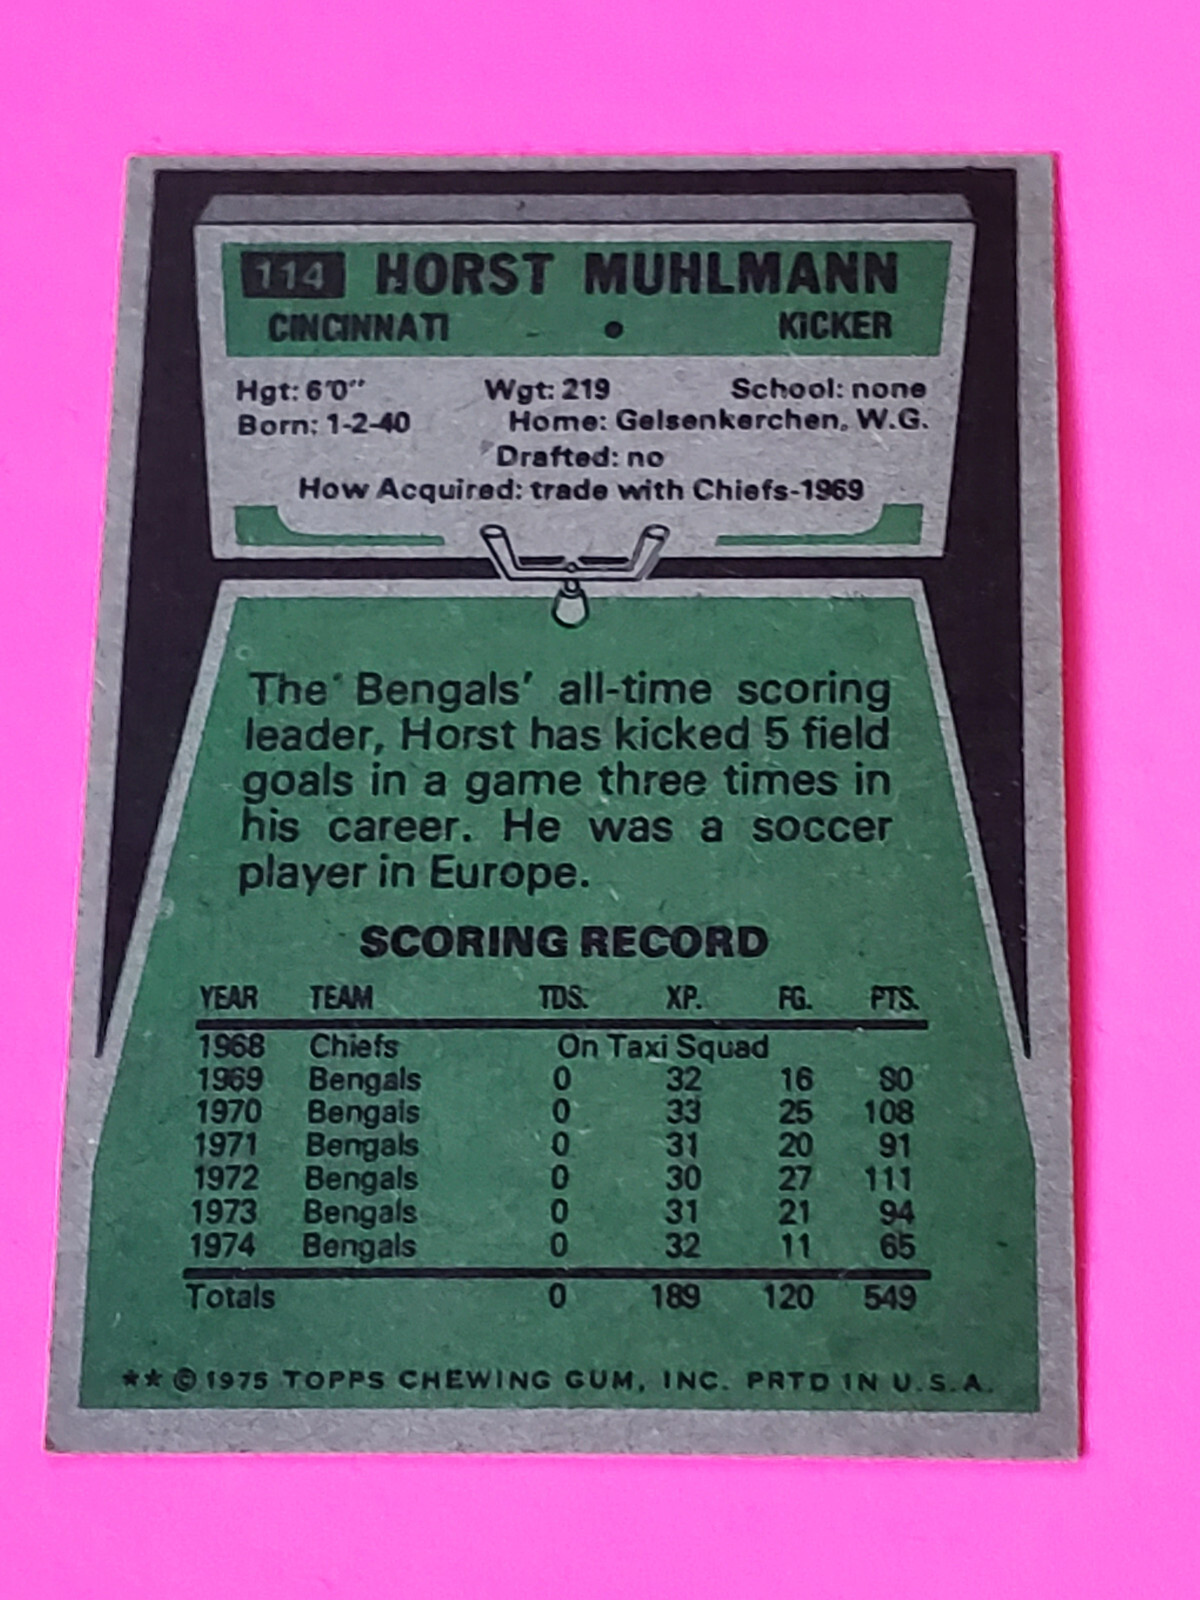 114 HORST MUHLMANN
CINCINNATI • KICKER
Hgt: 6'0" Wgt: 219 School: none
Born: 1-2-40 Home: Gelsenkerchen, W.G.
Drafted: no
How Acquired: trade with Chiefs-1969
The Bengals' all-time scoring
leader, Horst has kicked 5 field
goals in a game three times in
his career. He was a soccer
player in Europe.
SCORING RECORD
YEAR TEAM TDS. XP. FG. PTS.
1968 Chiefs On Taxi Squad
1969 Bengals 0 32 16 80
1970 Bengals 0 33 25 108
1971 Bengals 0 31 20 91
1972 Bengals 0 30 27 111
1973 Bengals 0 31 21 94
1974 Bengals 0 32 11 65
Totals 0 189 120 549
** © 1975 TOPPS CHEWING GUM, INC. PRTD IN U.S.A.